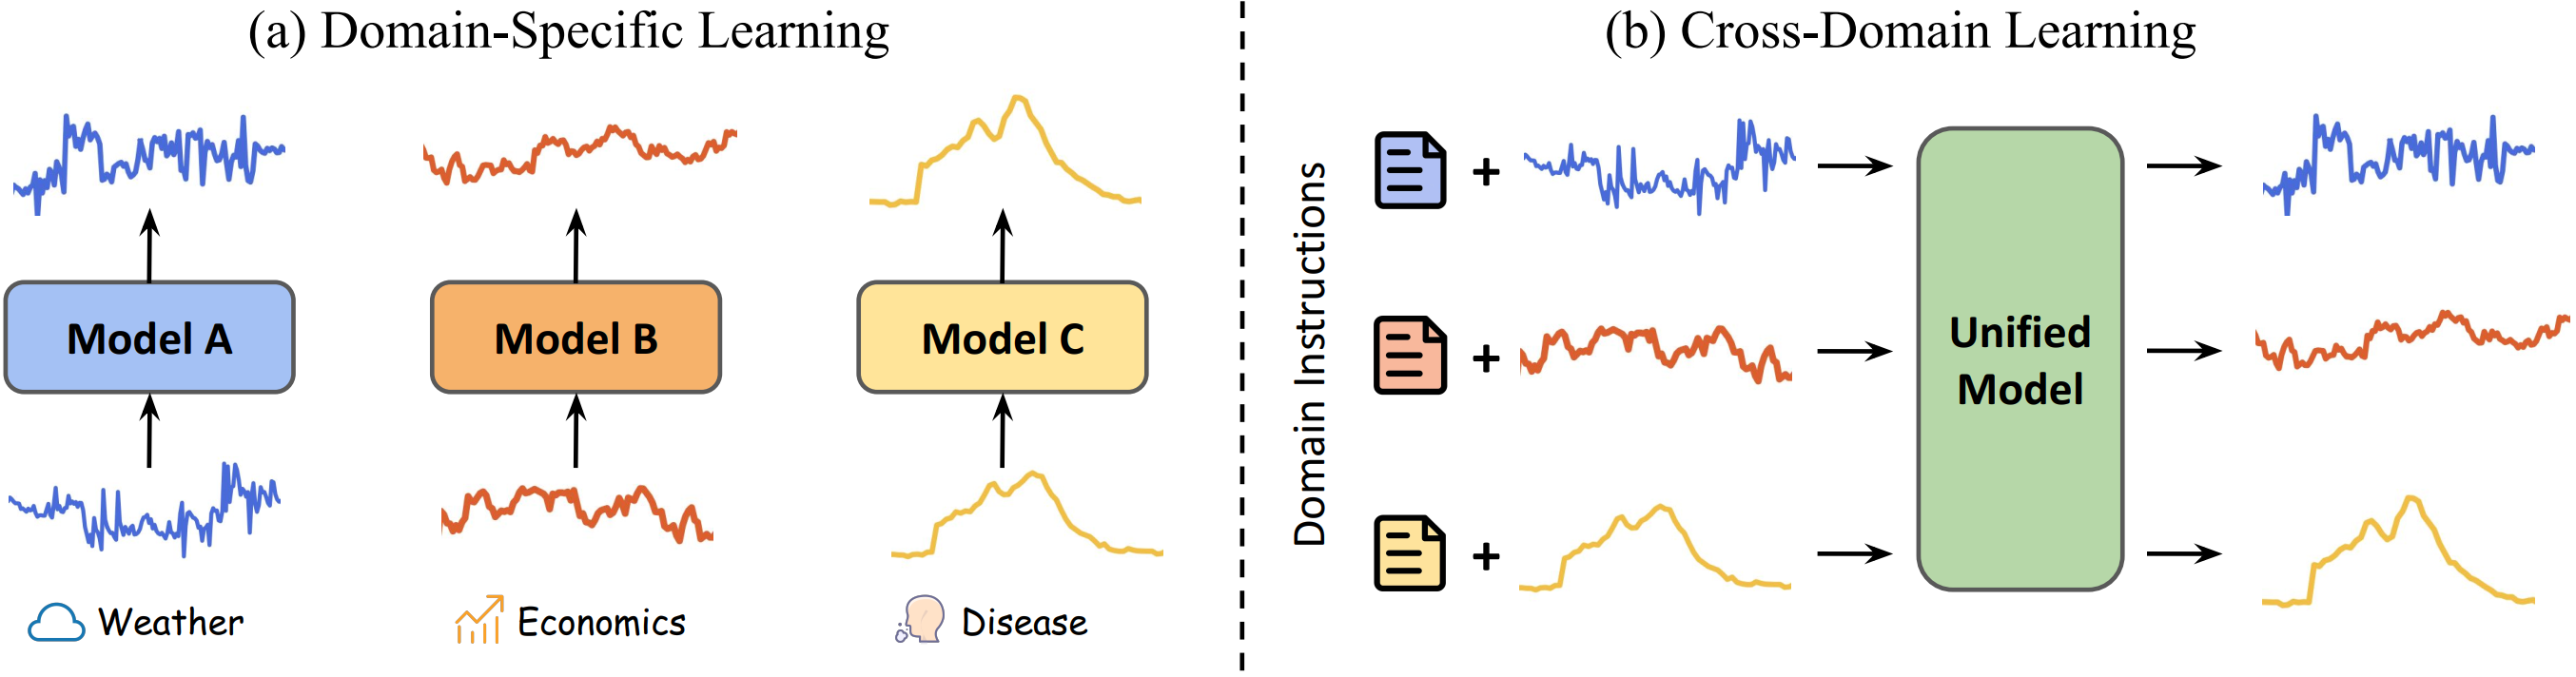 (a) Domain-Specific Learning
Model A
Model B
Model C
Weather
Economics
Disease
(b) Cross-Domain Learning
Domain Instructions
+
+
+
Unified
Model